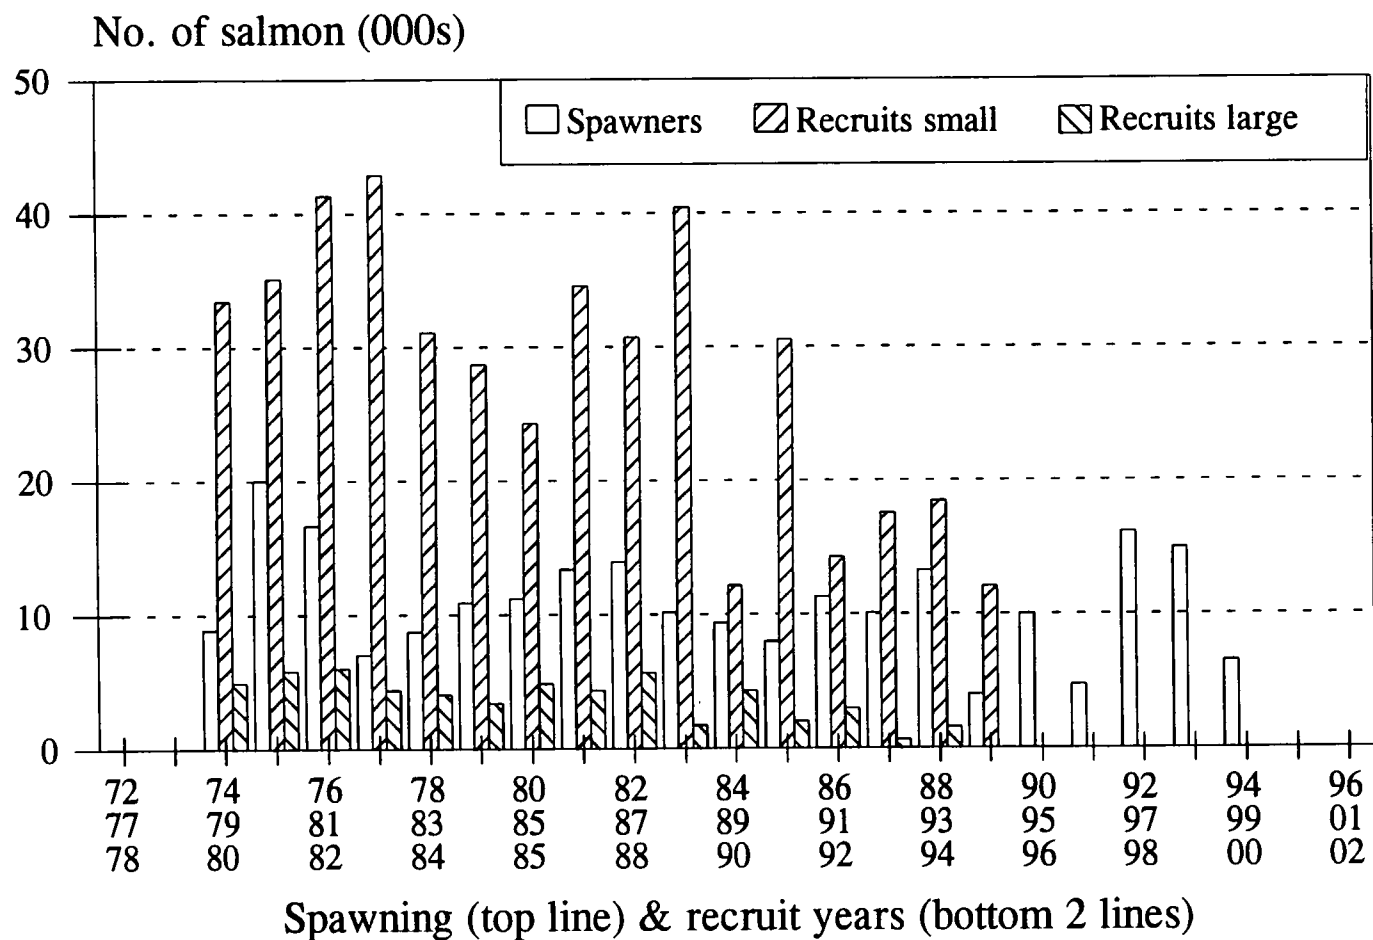 No. of salmon (000s)
50
Spawners Recruits small Recruits large
40
30
20
10
0
72 74 76 78 80 82 84 86 88 90 92 94 96
77 79 81 83 85 87 89 91 93 95 97 99 01
78 80 82 84 85 88 90 92 94 96 98 00 02
Spawning (top line) & recruit years (bottom 2 lines)